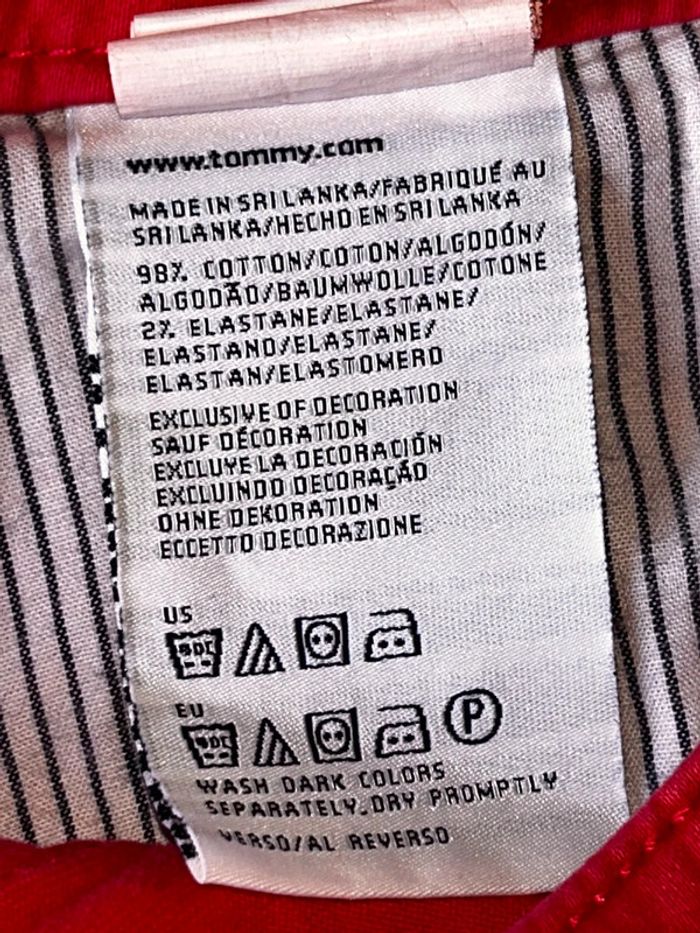 www.tommy.com
MADE IN SRI LANKA/FABRIQUÉ AU
SRI LANKA/HECHO EN SRI LANKA
98% COTTON/COTON/ALGODÓN/
ALGODÃO/BAUMWOLLE/COTONE
2% ELASTANE/ELASTANE/
ELASTANO/ELASTANE/
ELASTAN/ELASTOMERO
EXCLUSIVE OF DECORATION
SAUF DÉCORATION
EXCLUYE LA DECORACIÓN
EXCLUINDO DECORAÇÃO
OHNE DEKORATION
ECCETTO DECORAZIONE
US
EU
P
WASH DARK COLORS
SEPARATELY.DRY PROMPTLY
VERSO/AL REVERSO